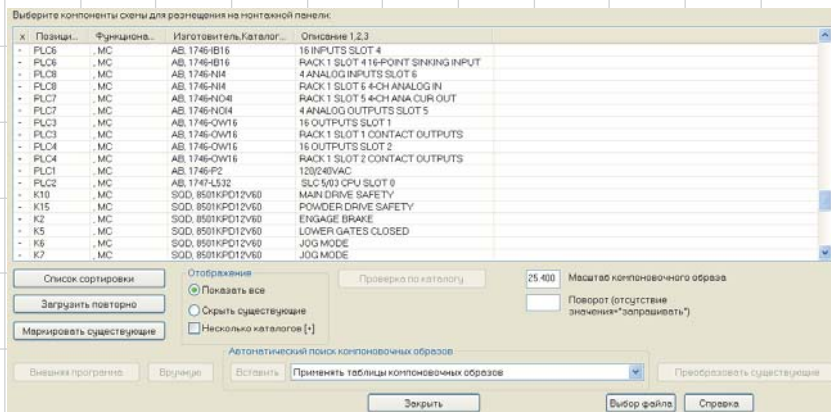 Выберите компоненты схемы для размещения на монтажной панели:
x Позици... Функциона... Изготовитель,Каталог... Описание 1,2,3
- PLC6 , MC AB, 1746-IB16 16 INPUTS SLOT 4
- PLC6 , MC AB, 1746-IB16 RACK 1 SLOT 4 16-POINT SINKING INPUT
- PLC8 , MC AB, 1746-NI4 4 ANALOG INPUTS SLOT 6
- PLC8 , MC AB, 1746-NI4 RACK 1 SLOT 6 4-CH ANALOG IN
- PLC7 , MC AB, 1746-NO4I RACK 1 SLOT 5 4-CH ANA CUR OUT
- PLC7 , MC AB, 1746-NOI4 4 ANALOG OUTPUTS SLOT 5
- PLC3 , MC AB, 1746-OW16 16 OUTPUTS SLOT 1
- PLC3 , MC AB, 1746-OW16 RACK 1 SLOT 1 CONTACT OUTPUTS
- PLC4 , MC AB, 1746-OW16 16 OUTPUTS SLOT 2
- PLC4 , MC AB, 1746-OW16 RACK 1 SLOT 2 CONTACT OUTPUTS
- PLC1 , MC AB, 1746-P2 120/240VAC
- PLC2 , MC AB, 1747-L532 SLC 5/03 CPU SLOT 0
- K10 , MC SQD, 8501KPD12V60 MAIN DRIVE SAFETY
- K15 , MC SQD, 8501KPD12V60 POWDER DRIVE SAFETY
- K2 , MC SQD, 8501KPD12V60 ENGAGE BRAKE
- K5 , MC SQD, 8501KPD12V60 LOWER GATES CLOSED
- K6 , MC SQD, 8501KPD12V60 JOG MODE
- K7 , MC SQD, 8501KPD12V60 JOG MODE
Список сортировки
Загрузить повторно
Маркировать существующие
Отображения
Показать все
Скрыть существующие
Несколько каталогов [+]
Проверка по каталогу
25.400 Масштаб компоновочного образа
Поворот (отсутствие
значения="запрашивать")
Автоматический поиск компоновочных образов
Внешняя программа Вручную Вставить Применять таблицы компоновочных образов Преобразовать существующие
Закрыть Выбор файла Справка